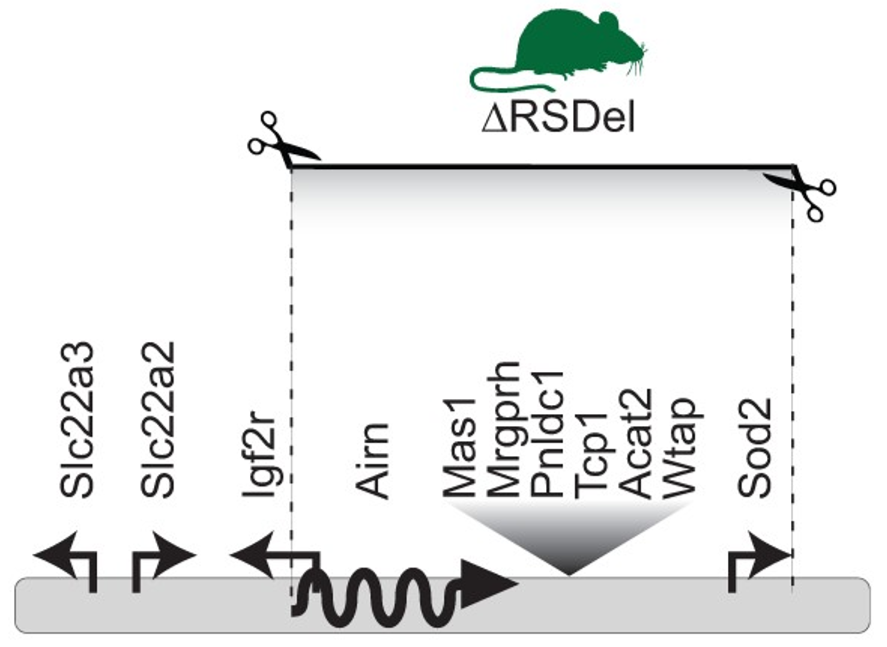 ΔRSDel
Slc22a3
Slc22a2
Igf2r
Airn
Mas1
Mrgprh
Pnldc1
Tcp1
Acat2
Wtap
Sod2